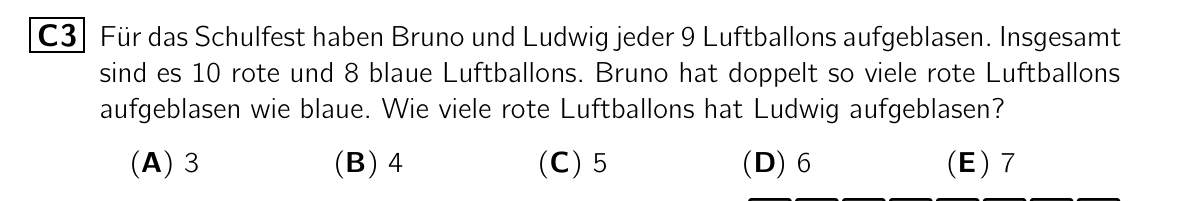 C3 Für das Schulfest haben Bruno und Ludwig jeder 9 Luftballons aufgeblasen. Insgesamt
sind es 10 rote und 8 blaue Luftballons. Bruno hat doppelt so viele rote Luftballons
aufgeblasen wie blaue. Wie viele rote Luftballons hat Ludwig aufgeblasen?
(A) 3 (B) 4 (C) 5 (D) 6 (E) 7